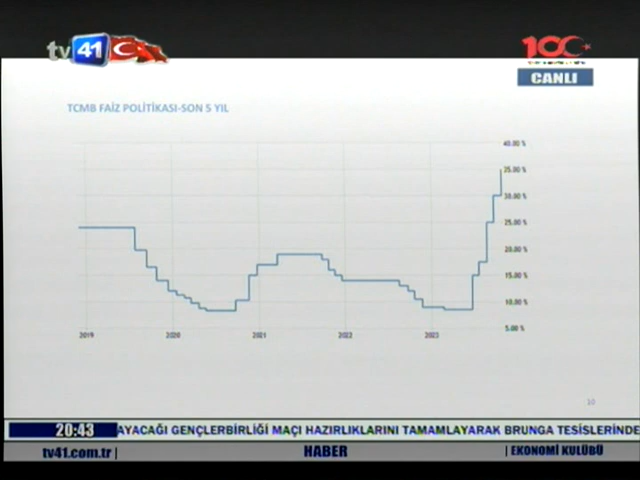 tv41
100
CANLI
TCMB FAİZ POLİTİKASI-SON 5 YIL
40.00 %
35.00 %
30.00 %
25.00 %
20.00 %
15.00 %
10.00 %
5.00 %
2019 2020 2021 2022 2023
10
20:43 AYACAĞI GENÇLERBİRLİĞİ MAÇI HAZIRLIKLARINI TAMAMLAYARAK BRUNGA TESİSLERİNDE
tv41.com.tr | HABER | EKONOMİ KULÜBÜ